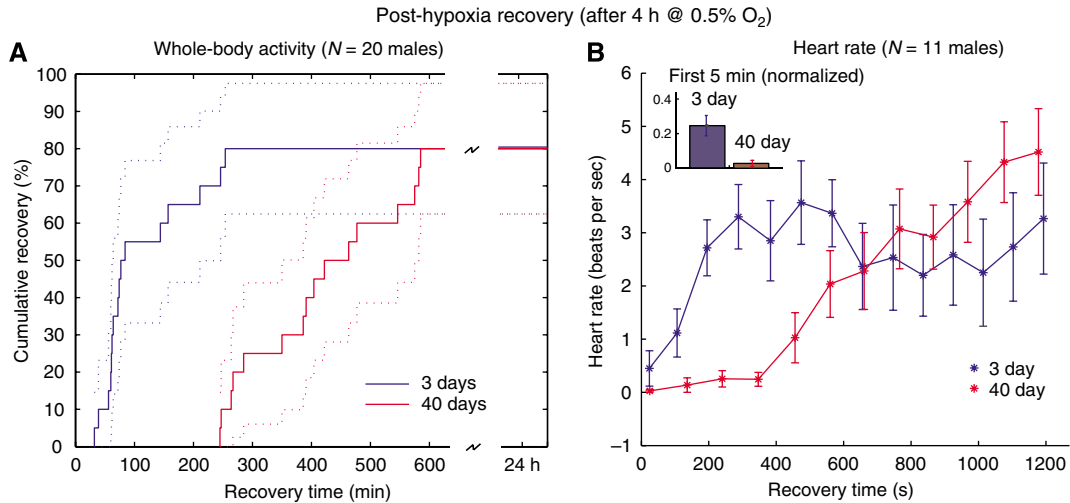 Post-hypoxia recovery (after 4 h @ 0.5% O₂)
A
Whole-body activity (N = 20 males)
Cumulative recovery (%)
100
90
80
70
60
50
40
30
20
10
0
3 days
40 days
0 100 200 300 400 500 600 24 h
Recovery time (min)
B
Heart rate (N = 11 males)
Heart rate (beats per sec)
6
5
4
3
2
1
0
–1
First 5 min (normalized)
0.4
0.2
0
3 day
40 day
3 day
40 day
0 200 400 600 800 1000 1200
Recovery time (s)